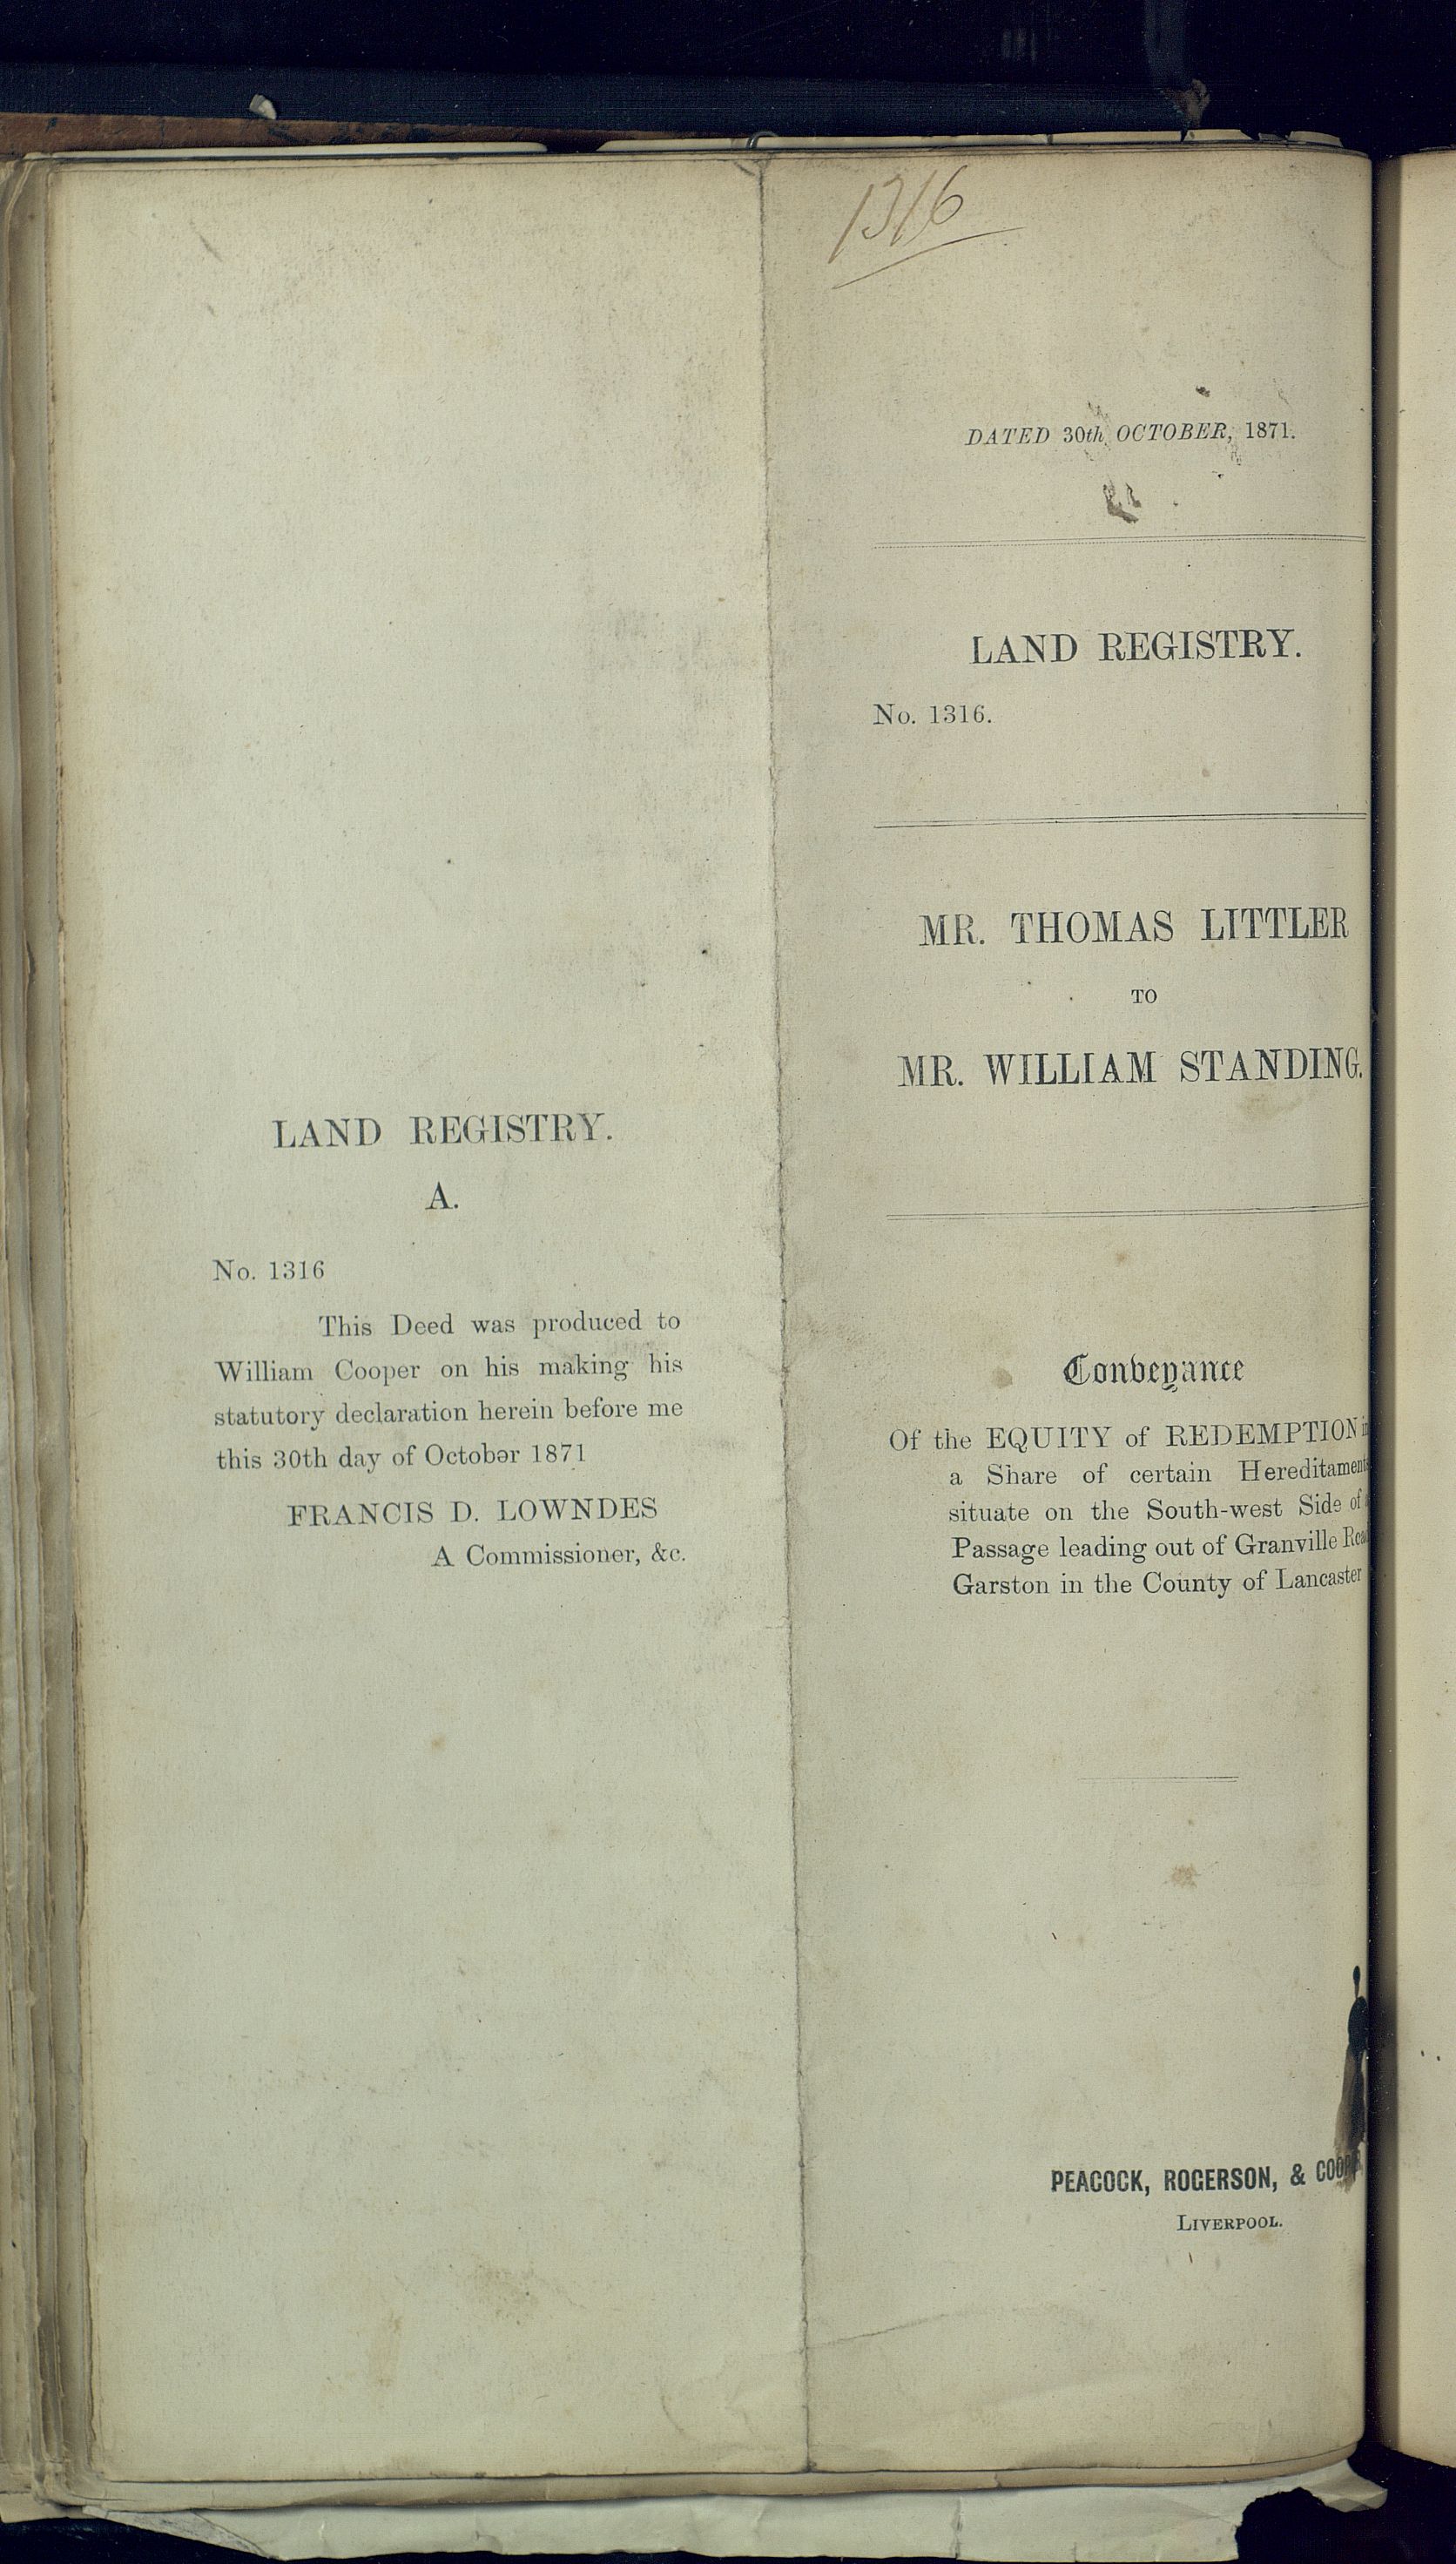 LAND REGISTRY.
A.
No. 1316
This Deed was produced to
William Cooper on his making his
statutory declaration herein before me
this 30th day of October 1871
FRANCIS D. LOWNDES
A Commissioner, &c.
1316
DATED 30th OCTOBER, 1871.
LAND REGISTRY.
No. 1316.
MR. THOMAS LITTLER
TO
MR. WILLIAM STANDING.
Conveyance
Of the EQUITY of REDEMPTION in
a Share of certain Hereditaments
situate on the South-west Side of
Passage leading out of Granville Road
Garston in the County of Lancaster
PEACOCK, ROGERSON, & COOP
LIVERPOOL.